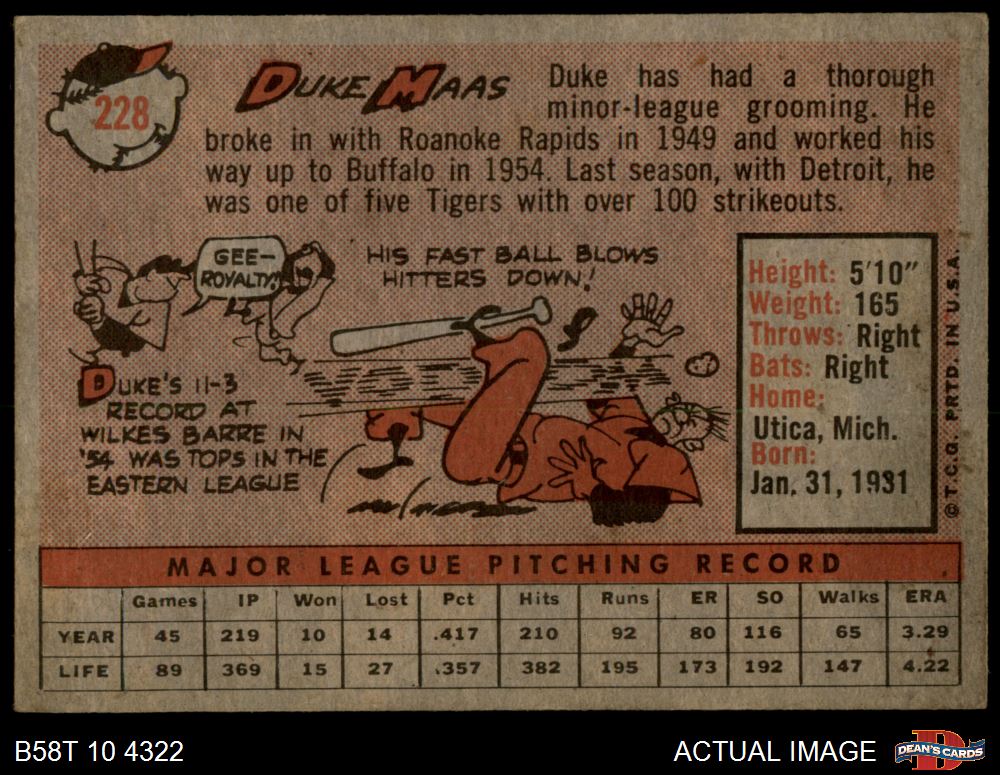 228
DUKE MAAS
Duke has had a thorough
minor-league grooming. He
broke in with Roanoke Rapids in 1949 and worked his
way up to Buffalo in 1954. Last season, with Detroit, he
was one of five Tigers with over 100 strikeouts.
GEE-
ROYALTY!
HIS FAST BALL BLOWS
HITTERS DOWN!
DUKE'S 11-3
RECORD AT
WILKES BARRE IN
'54 WAS TOPS IN THE
EASTERN LEAGUE
Height: 5'10"
Weight: 165
Throws: Right
Bats: Right
Home:
Utica, Mich.
Born:
Jan. 31, 1931
© T.C.G. PRTD. IN U.S.A.
MAJOR LEAGUE PITCHING RECORD
Games IP Won Lost Pct Hits Runs ER SO Walks ERA
YEAR 45 219 10 14 .417 210 92 80 116 65 3.29
LIFE 89 369 15 27 .357 382 195 173 192 147 4.22
B58T 10 4322
ACTUAL IMAGE
D
DEAN'S CARDS